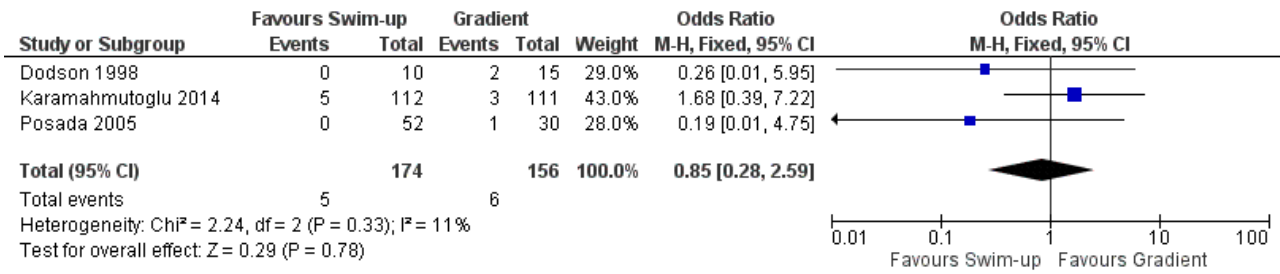 Favours Swim-up Gradient Odds Ratio Odds Ratio
Study or Subgroup Events Total Events Total Weight M-H, Fixed, 95% CI M-H, Fixed, 95% CI
Dodson 1998 0 10 2 15 29.0% 0.26 [0.01, 5.95]
Karamahmutoglu 2014 5 112 3 111 43.0% 1.68 [0.39, 7.22]
Posada 2005 0 52 1 30 28.0% 0.19 [0.01, 4.75]
Total (95% CI) 174 156 100.0% 0.85 [0.28, 2.59]
Total events 5 6
Heterogeneity: Chi² = 2.24, df = 2 (P = 0.33); I² = 11%
Test for overall effect: Z = 0.29 (P = 0.78)
0.01 0.1 1 10 100
Favours Swim-up Favours Gradient